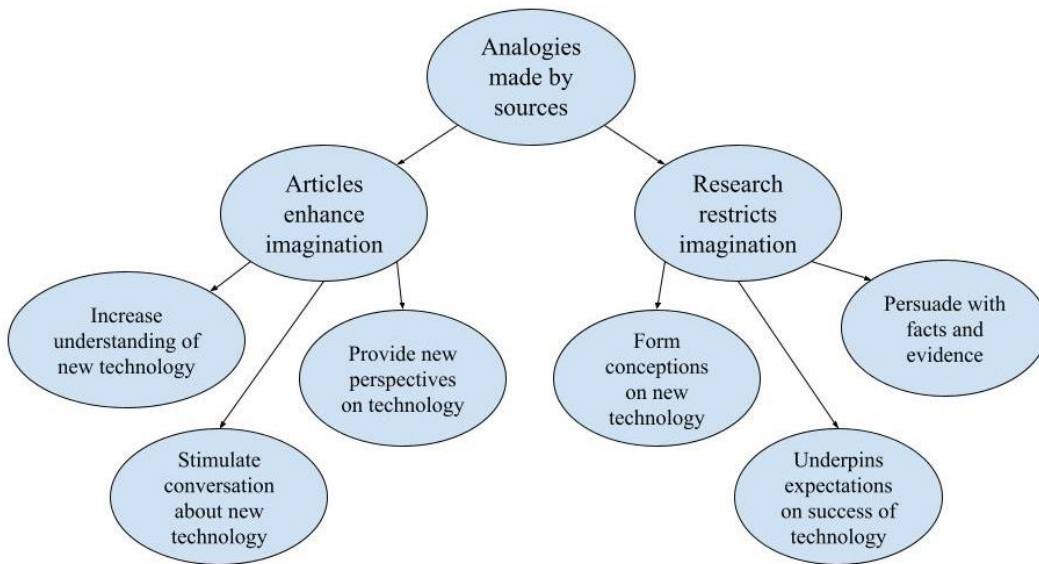 Analogies
made by
sources
Articles
enhance
imagination
Research
restricts
imagination
Increase
understanding of
new technology
Provide new
perspectives
on technology
Form
conceptions
on new
technology
Persuade with
facts and
evidence
Stimulate
conversation
about new
technology
Underpins
expectations
on success of
technology